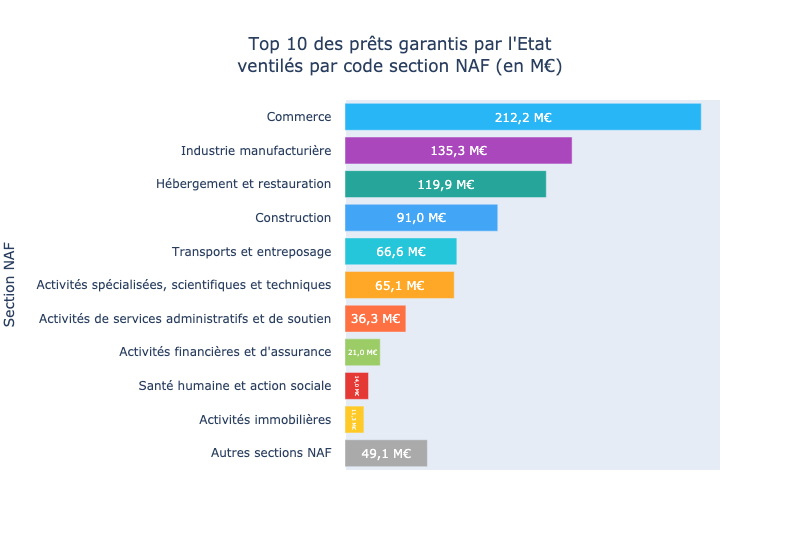 Top 10 des prêts garantis par l'Etat
ventilés par code section NAF (en M€)
Section NAF
Commerce
212,2 M€
Industrie manufacturière
135,3 M€
Hébergement et restauration
119,9 M€
Construction
91,0 M€
Transports et entreposage
66,6 M€
Activités spécialisées, scientifiques et techniques
65,1 M€
Activités de services administratifs et de soutien
36,3 M€
Activités financières et d'assurance
21,0 M€
Santé humaine et action sociale
Activités immobilières
Autres sections NAF
49,1 M€